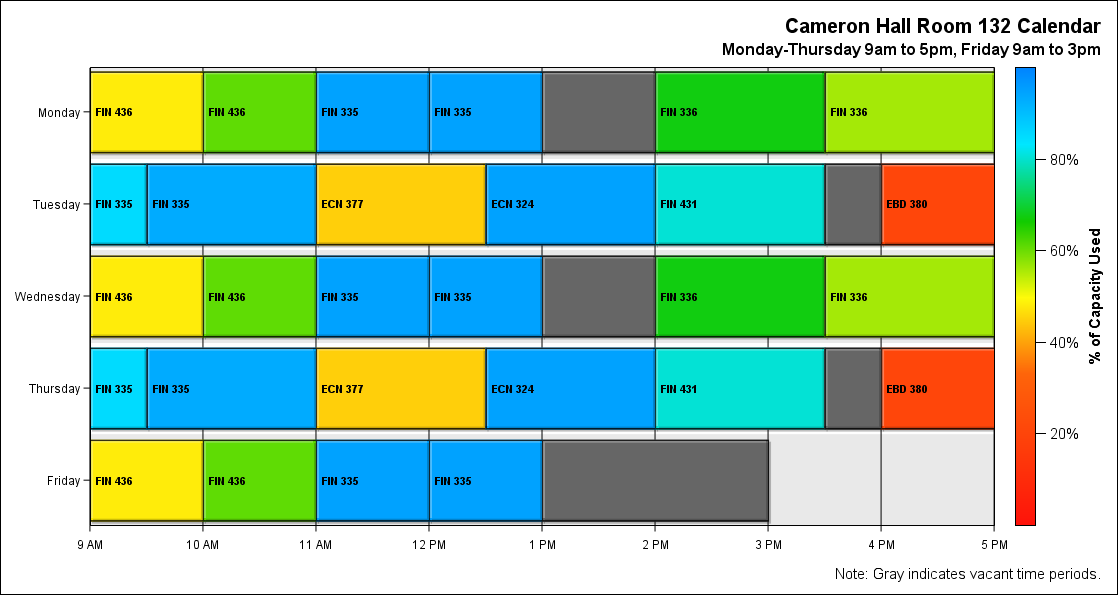 Cameron Hall Room 132 Calendar
Monday-Thursday 9am to 5pm, Friday 9am to 3pm
Monday FIN 436 FIN 436 FIN 335 FIN 335 FIN 336 FIN 336
Tuesday FIN 335 FIN 335 ECN 377 ECN 324 FIN 431 EBD 380
Wednesday FIN 436 FIN 436 FIN 335 FIN 335 FIN 336 FIN 336
Thursday FIN 335 FIN 335 ECN 377 ECN 324 FIN 431 EBD 380
Friday FIN 436 FIN 436 FIN 335 FIN 335
9 AM 10 AM 11 AM 12 PM 1 PM 2 PM 3 PM 4 PM 5 PM
80%
60%
40%
20%
% of Capacity Used
Note: Gray indicates vacant time periods.